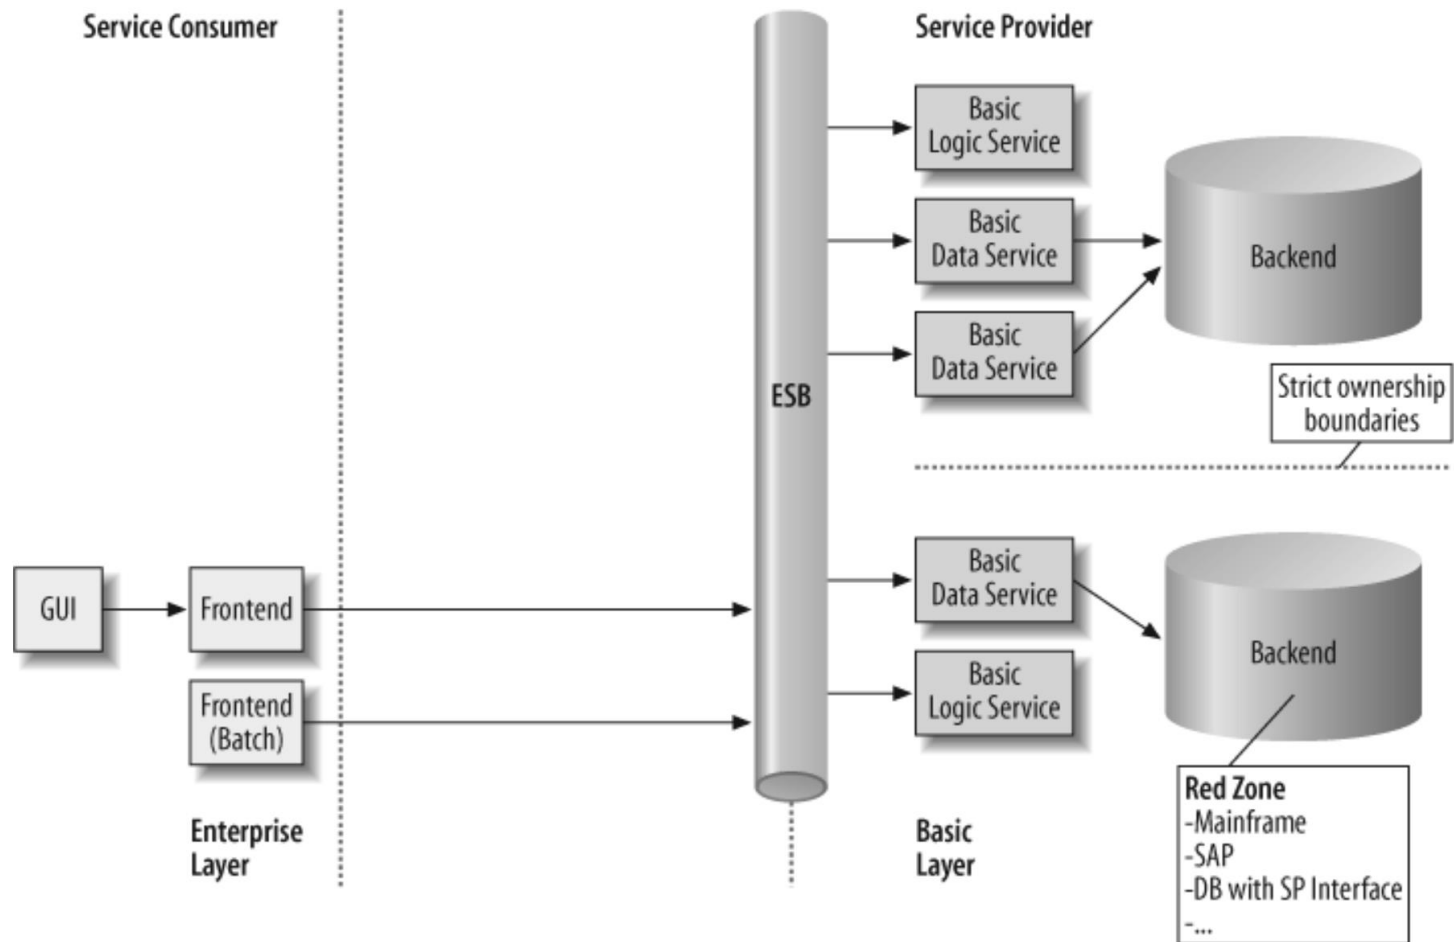 Service Consumer
Service Provider
Basic
Logic Service
Basic
Data Service
Backend
Basic
Data Service
ESB
Strict ownership
boundaries
Basic
Data Service
GUI
Frontend
Backend
Basic
Logic Service
Frontend
(Batch)
Red Zone
-Mainframe
-SAP
-DB with SP Interface
-...
Enterprise
Layer
Basic
Layer